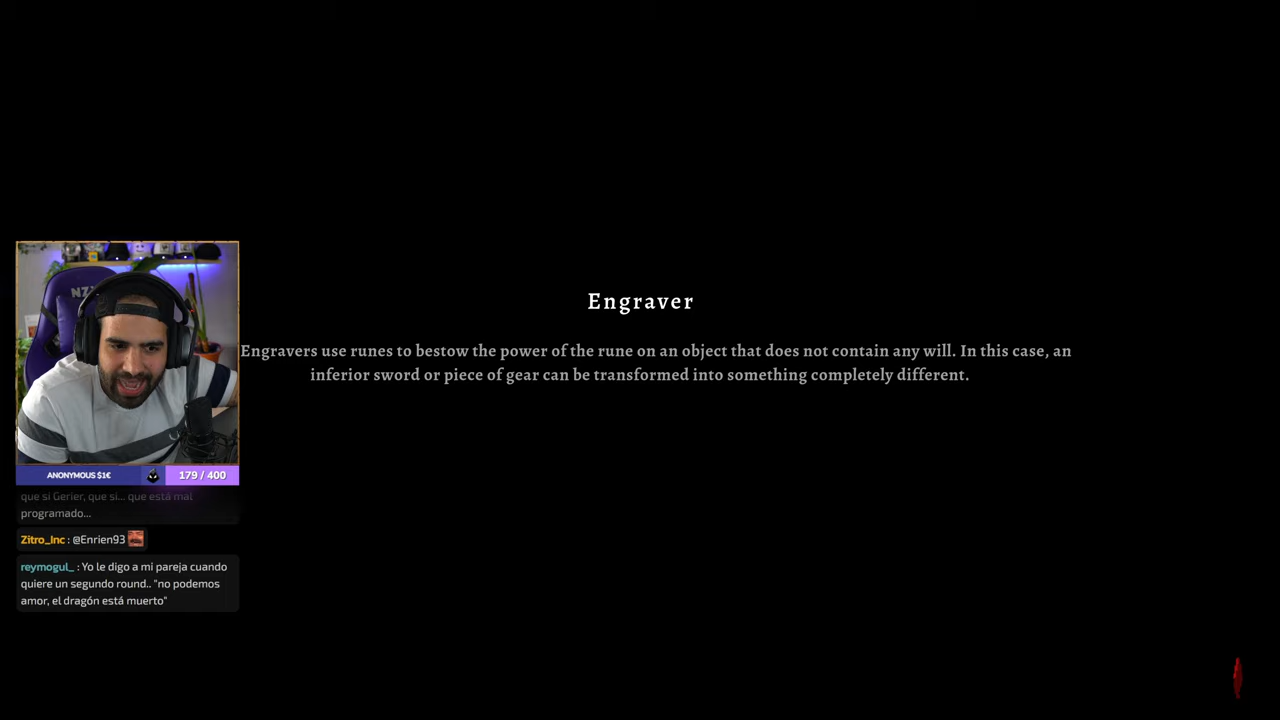 Engraver
Engravers use runes to bestow the power of the rune on an object that does not contain any will. In this case, an
inferior sword or piece of gear can be transformed into something completely different.
NZ
ANONYMOUS $1€
179 / 400
que si Gerier, que si... que está mal
programado...
Zitro_Inc : @Enrien93
reymogul_ : Yo le digo a mi pareja cuando
quiere un segundo round.. "no podemos
amor, el dragón está muerto"